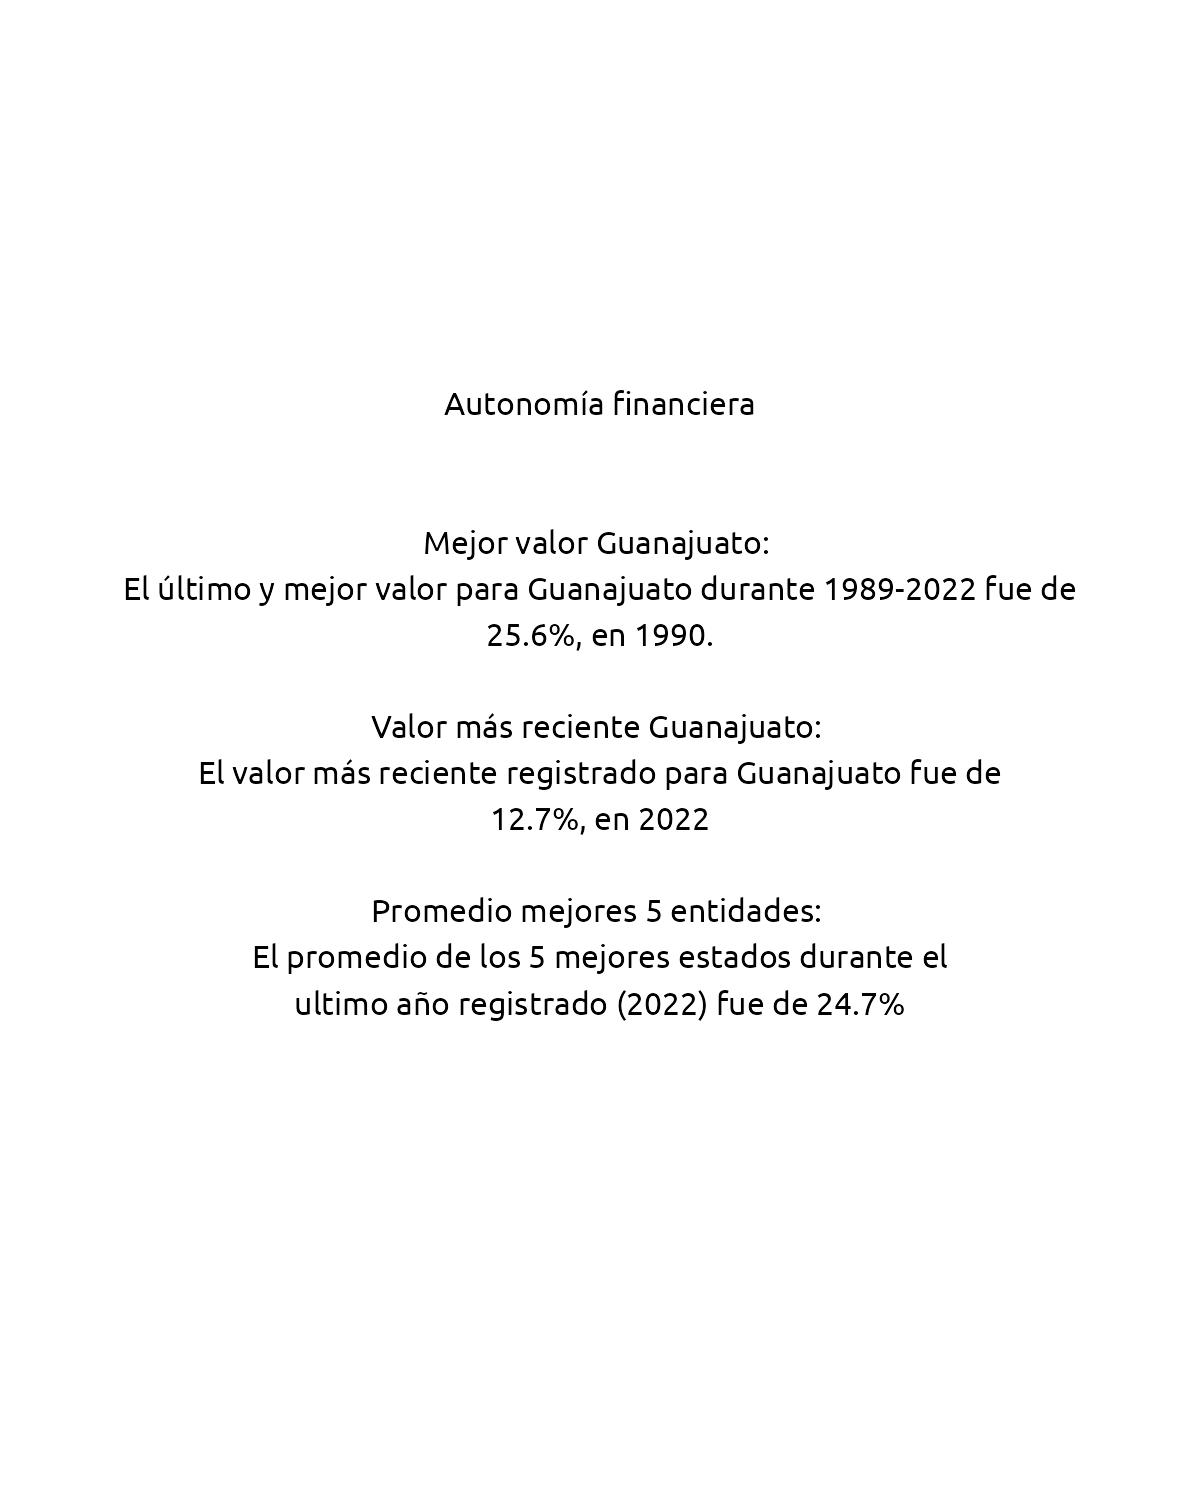 Autonomía financiera
Mejor valor Guanajuato:
El último y mejor valor para Guanajuato durante 1989-2022 fue de
25.6%, en 1990.
Valor más reciente Guanajuato:
El valor más reciente registrado para Guanajuato fue de
12.7%, en 2022
Promedio mejores 5 entidades:
El promedio de los 5 mejores estados durante el
ultimo año registrado (2022) fue de 24.7%